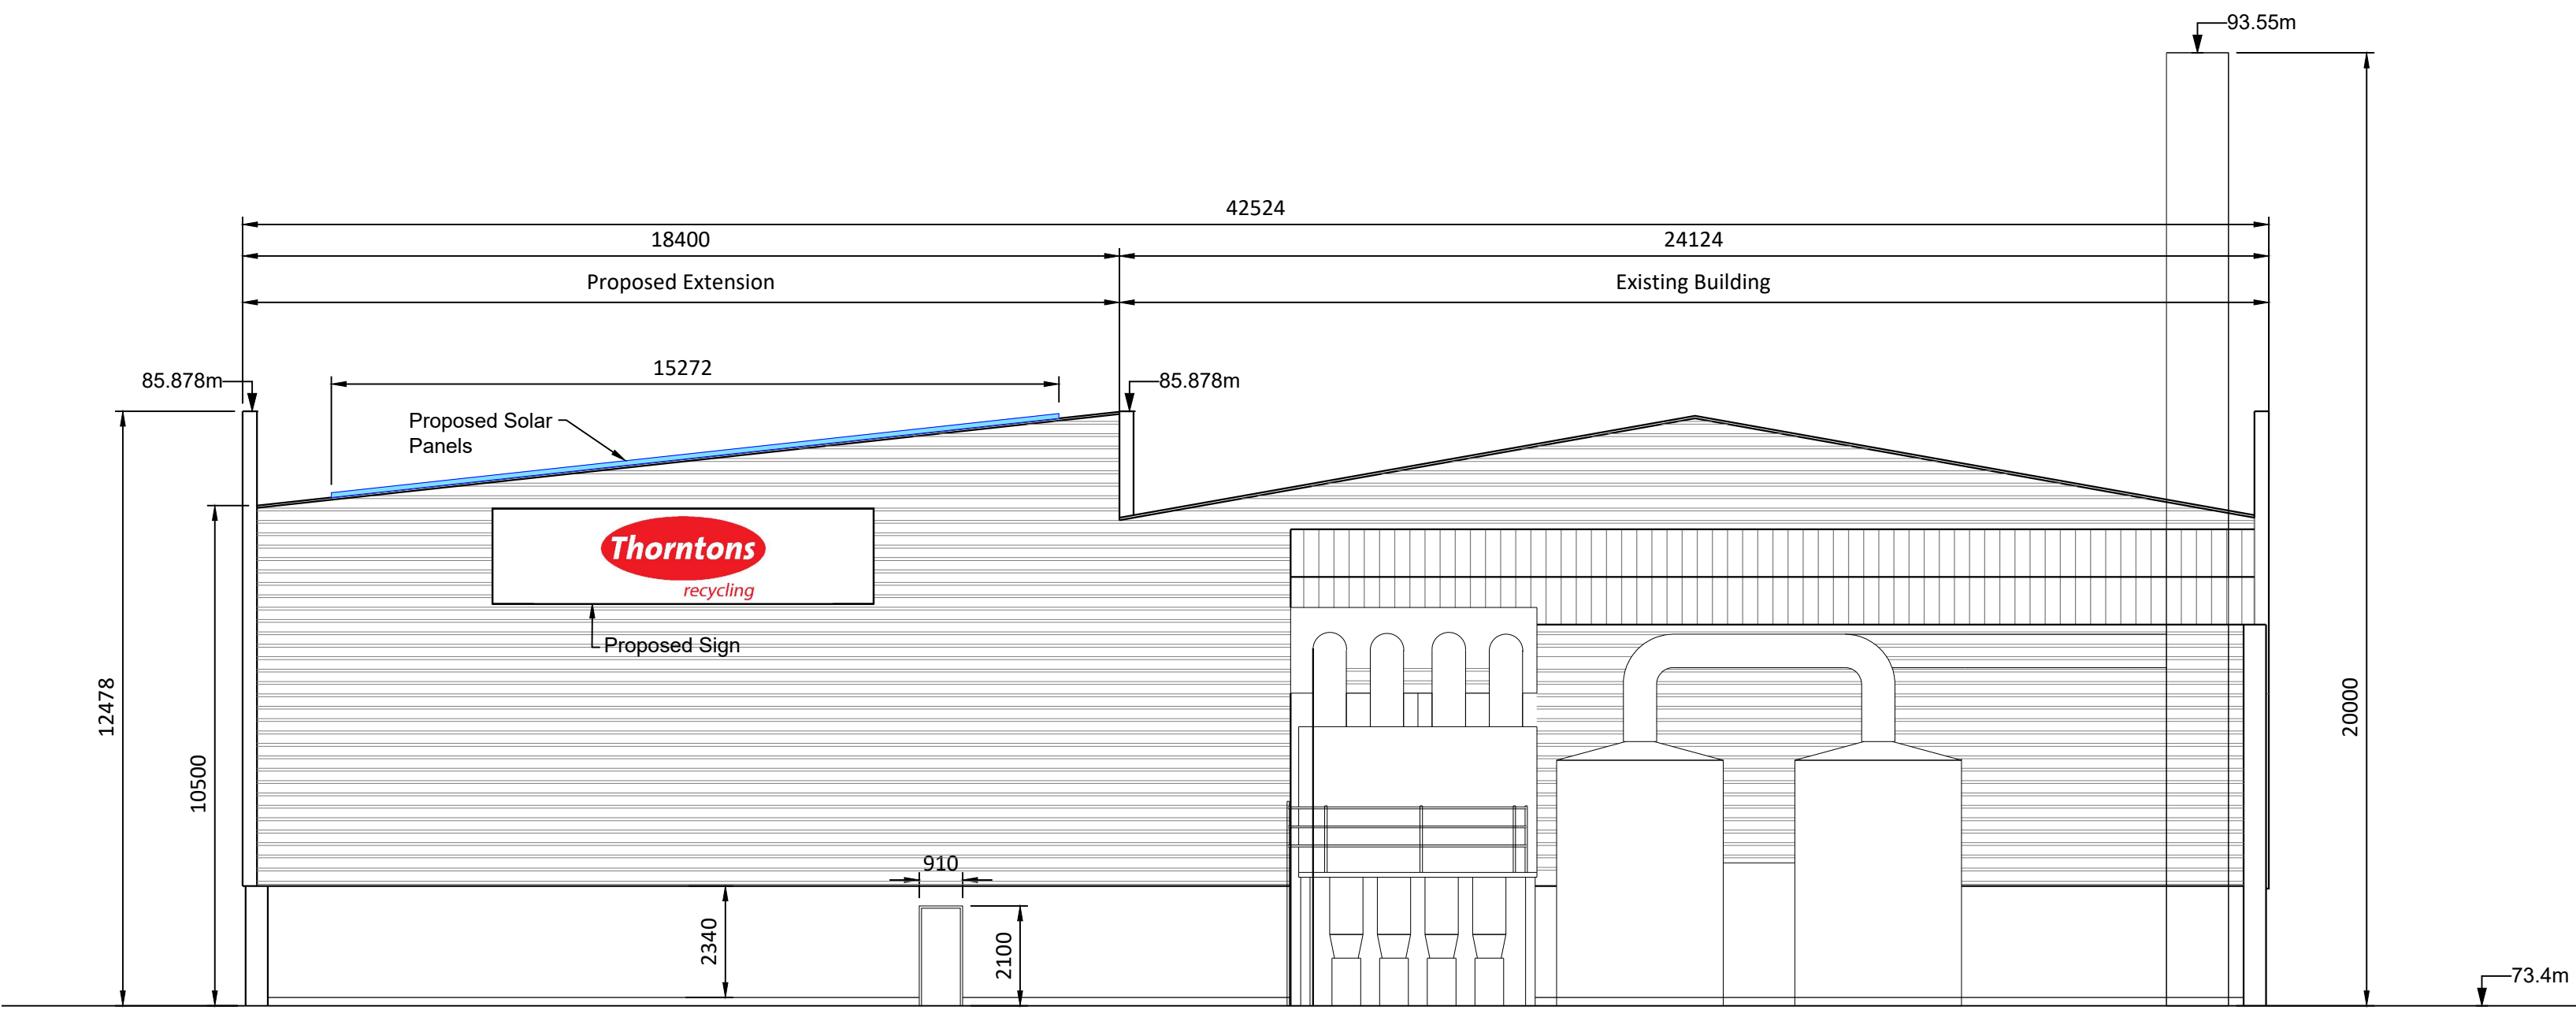 93.55m
42524
18400
24124
Proposed Extension
Existing Building
15272
85.878m
85.878m
Proposed Solar
Panels
Thorntons
recycling
Proposed Sign
12478
10500
20000
910
2340
2100
73.4m